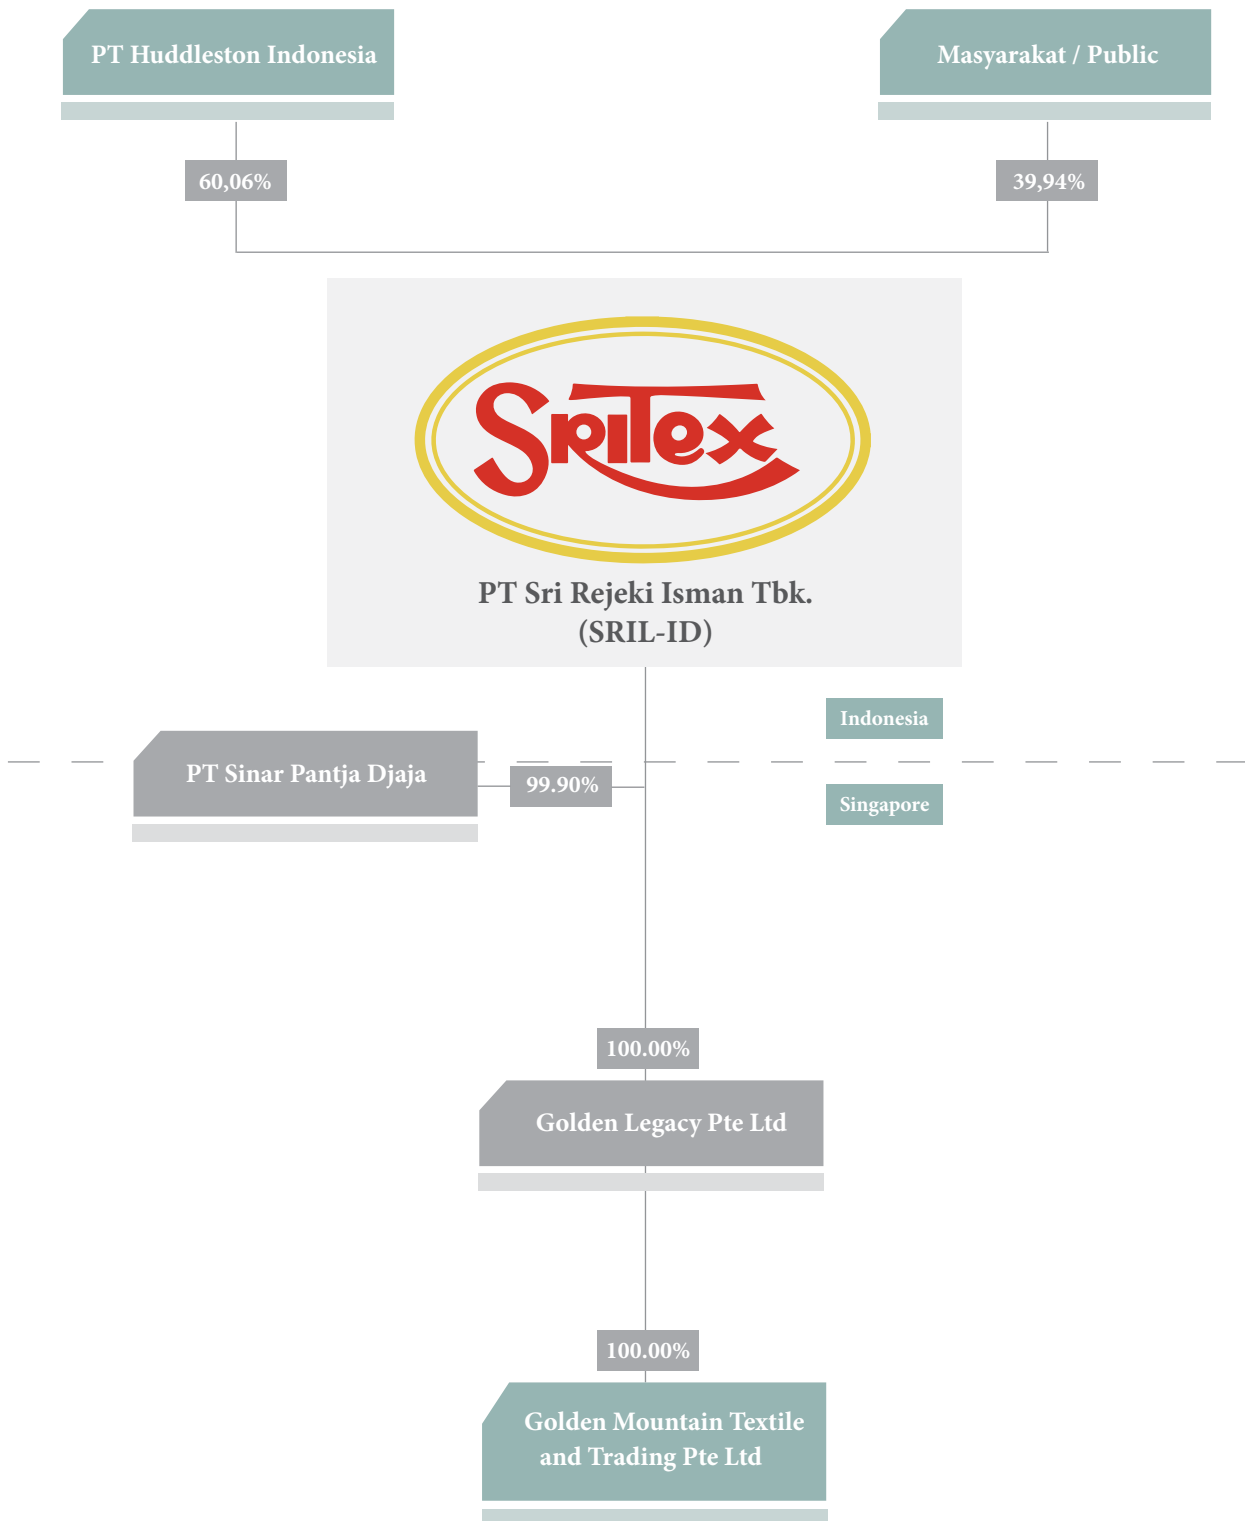 PT Huddleston Indonesia
Masyarakat / Public
60,06%
39,94%
SRITex
PT Sri Rejeki Isman Tbk.
(SRIL-ID)
Indonesia
PT Sinar Pantja Djaja
99.90%
Singapore
100.00%
Golden Legacy Pte Ltd
100.00%
Golden Mountain Textile
and Trading Pte Ltd